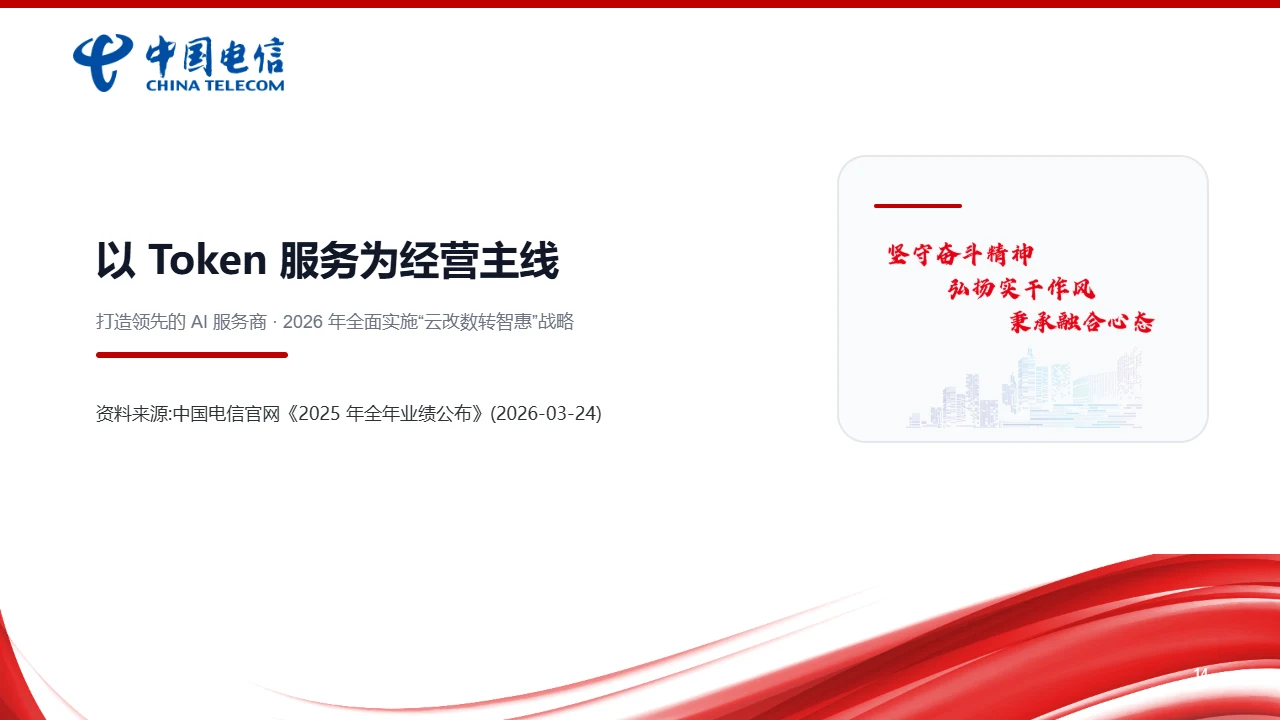 中国电信
CHINA TELECOM
以 Token 服务为经营主线
打造领先的 AI 服务商 · 2026 年全面实施“云改数转智惠”战略
资料来源:中国电信官网《2025 年全年业绩公布》(2026-03-24)
坚守奋斗精神
弘扬实干作风
秉承融合心态
14